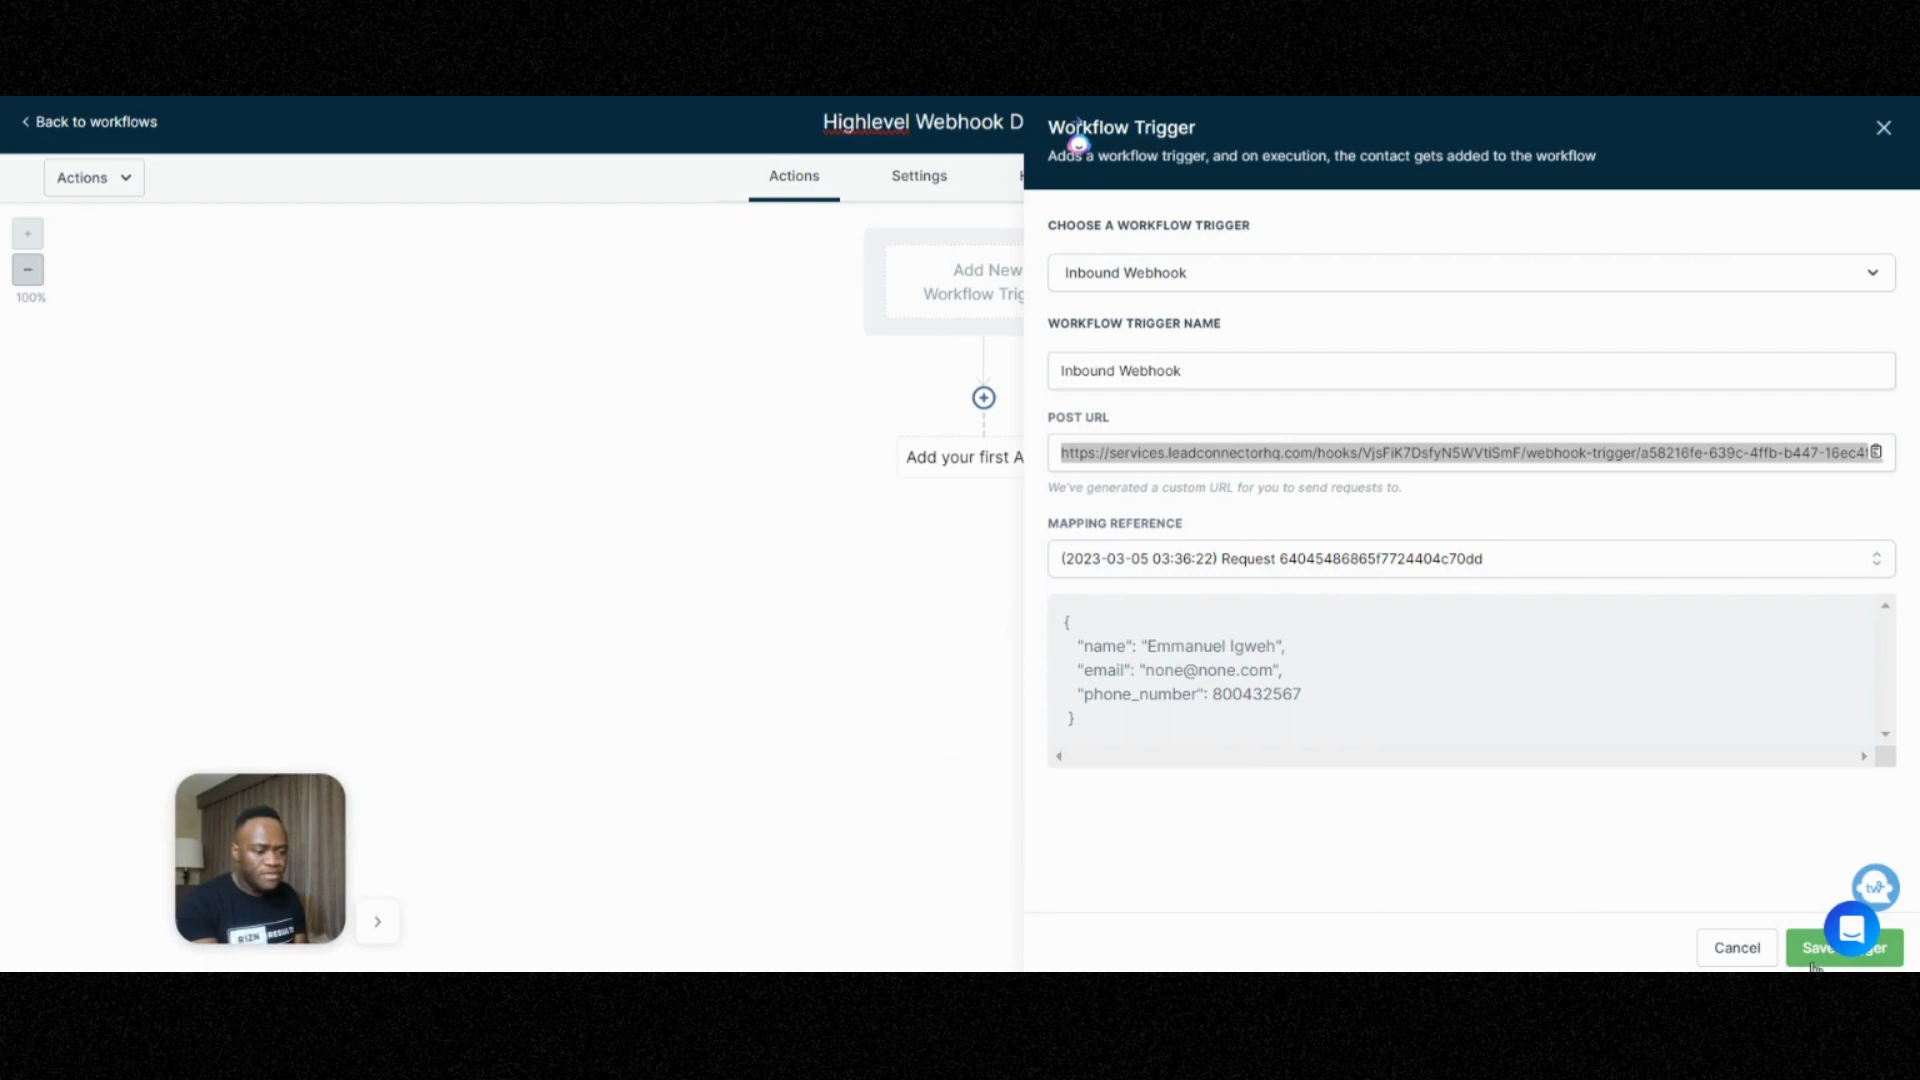 Back to workflows
Highlevel Webhook D
Actions
Actions
Settings
100%
Add New
Workflow Trig
Add your first A
Workflow Trigger
Adds a workflow trigger, and on execution, the contact gets added to the workflow
CHOOSE A WORKFLOW TRIGGER
Inbound Webhook
WORKFLOW TRIGGER NAME
Inbound Webhook
POST URL
https://services.leadconnectorhq.com/hooks/VjsFiK7DsfyN5WVtiSmF/webhook-trigger/a58216fe-639c-4ffb-b447-16ec4
We've generated a custom URL for you to send requests to.
MAPPING REFERENCE
(2023-03-05 03:36:22) Request 64045486865f7724404c70dd
{
"name": "Emmanuel Igweh",
"email": "none@none.com",
"phone_number": 800432567
}
RIZN RESULT
Cancel
Save